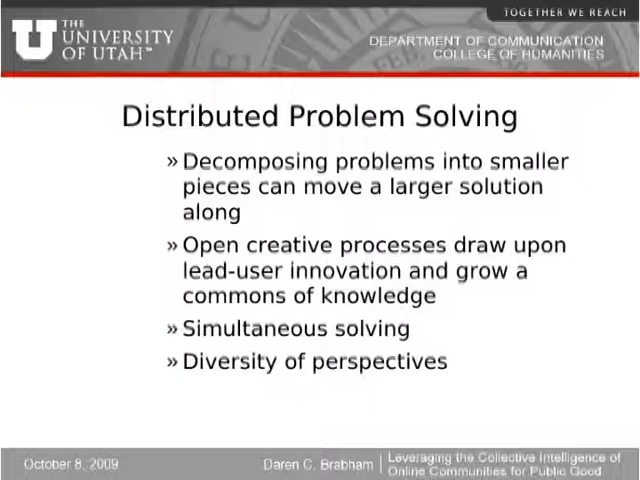 TOGETHER WE REACH
THE
UNIVERSITY
OF UTAH™
DEPARTMENT OF COMMUNICATION
COLLEGE OF HUMANITIES
Distributed Problem Solving
» Decomposing problems into smaller
pieces can move a larger solution
along
» Open creative processes draw upon
lead-user innovation and grow a
commons of knowledge
» Simultaneous solving
» Diversity of perspectives
October 8, 2009
Daren C. Brabham
Leveraging the Collective Intelligence of
Online Communities for Public Good